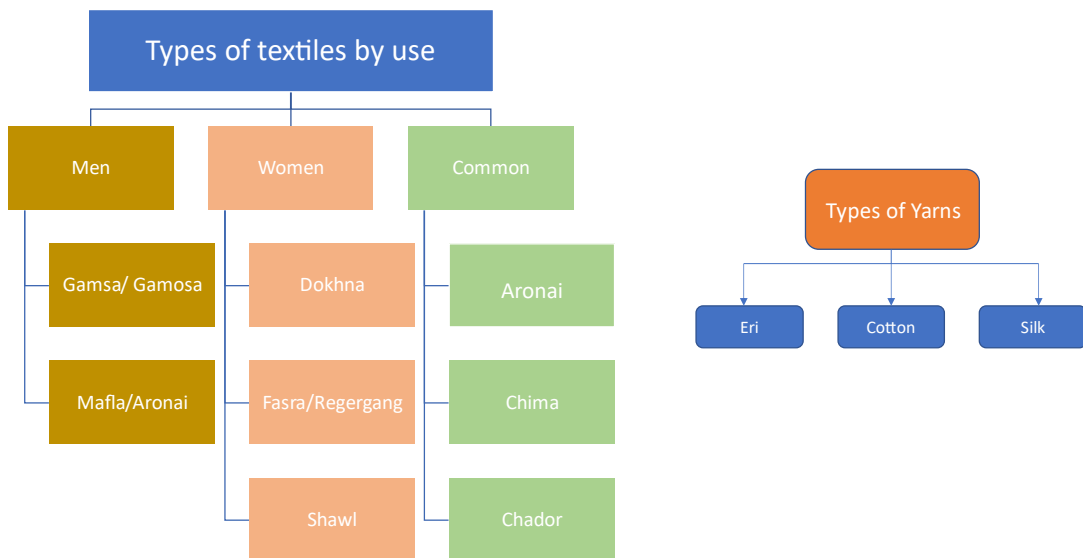 Types of textiles by use
Men
Women
Common
Gamsa/ Gamosa
Dokhna
Aronai
Mafla/Aronai
Fasra/Regergang
Chima
Shawl
Chador
Types of Yarns
Eri
Cotton
Silk